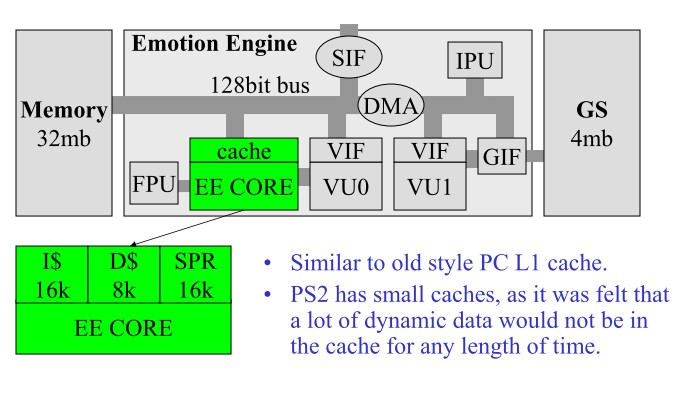 Emotion Engine
SIF
IPU
128bit bus
DMA
Memory
32mb
GS
4mb
cache
VIF
VIF
GIF
FPU
EE CORE
VU0
VU1
I$
D$
SPR
16k
8k
16k
EE CORE
• Similar to old style PC L1 cache.
• PS2 has small caches, as it was felt that
a lot of dynamic data would not be in
the cache for any length of time.